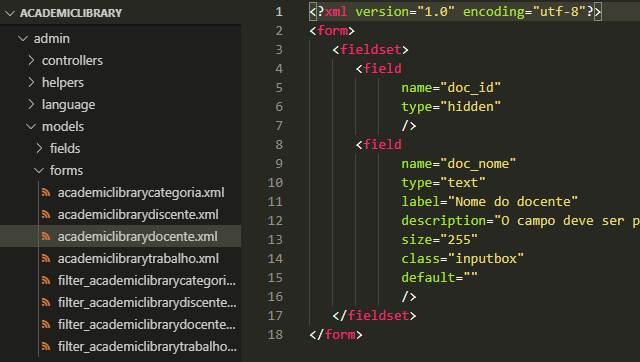 ACADEMICLIBRARY
admin
controllers
helpers
language
models
fields
forms
academiclibrarycategoria.xml
academiclibrarydiscente.xml
academiclibrarydocente.xml
academiclibrarytrabalho.xml
filter_academiclibrarycategori...
filter_academiclibrarydiscente...
filter_academiclibrarydocente...
filter_academiclibrarytrabalho...
1 <?xml version="1.0" encoding="utf-8"?>
2 <form>
3 <fieldset>
4 <field
5 name="doc_id"
6 type="hidden"
7 />
8 <field
9 name="doc_nome"
10 type="text"
11 label="Nome do docente"
12 description="O campo deve ser p
13 size="255"
14 class="inputbox"
15 default=""
16 />
17 </fieldset>
18 </form>